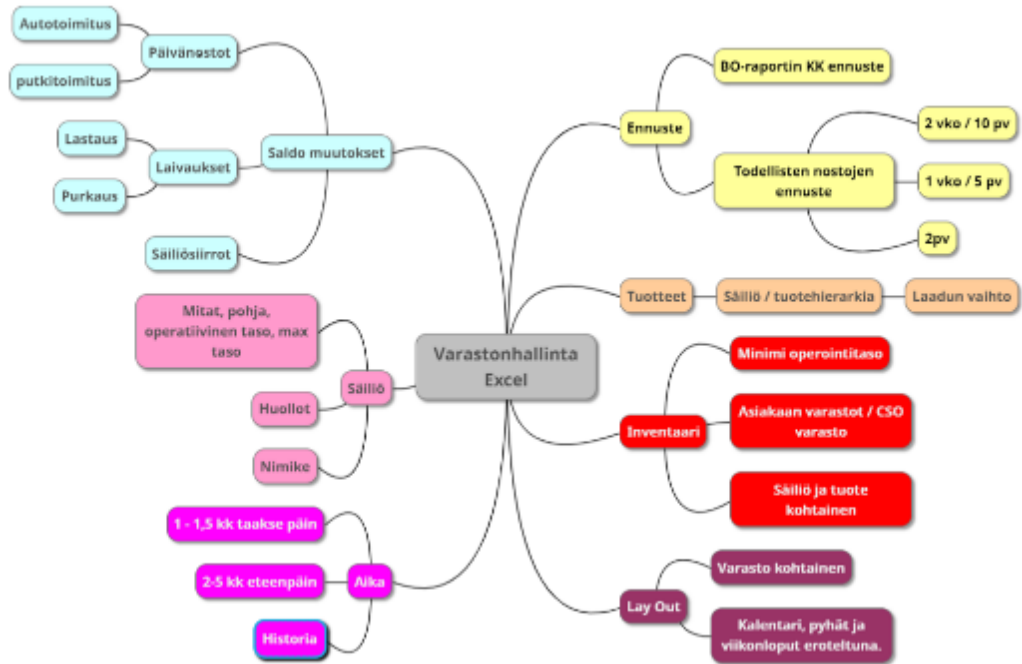 Varastonhallinta
Excel
Saldo muutokset
Päivänostot
Autotoimitus
putkitoimitus
Laivaukset
Lastaus
Purkaus
Säiliösiirrot
Säiliö
Mitat, pohja,
operatiivinen taso, max
taso
Huollot
Nimike
Aika
1 - 1,5 kk taakse päin
2-5 kk eteenpäin
Historia
Ennuste
BO-raportin KK ennuste
Todellisten nostojen
ennuste
2 vko / 10 pv
1 vko / 5 pv
2pv
Tuotteet
Säiliö / tuotehierarkia
Laadun vaihto
Inventaari
Minimi operointitaso
Asiakaan varastot / CSO
varasto
Säiliö ja tuote
kohtainen
Lay Out
Varasto kohtainen
Kalentari, pyhät ja
viikonloput eroteltuna.